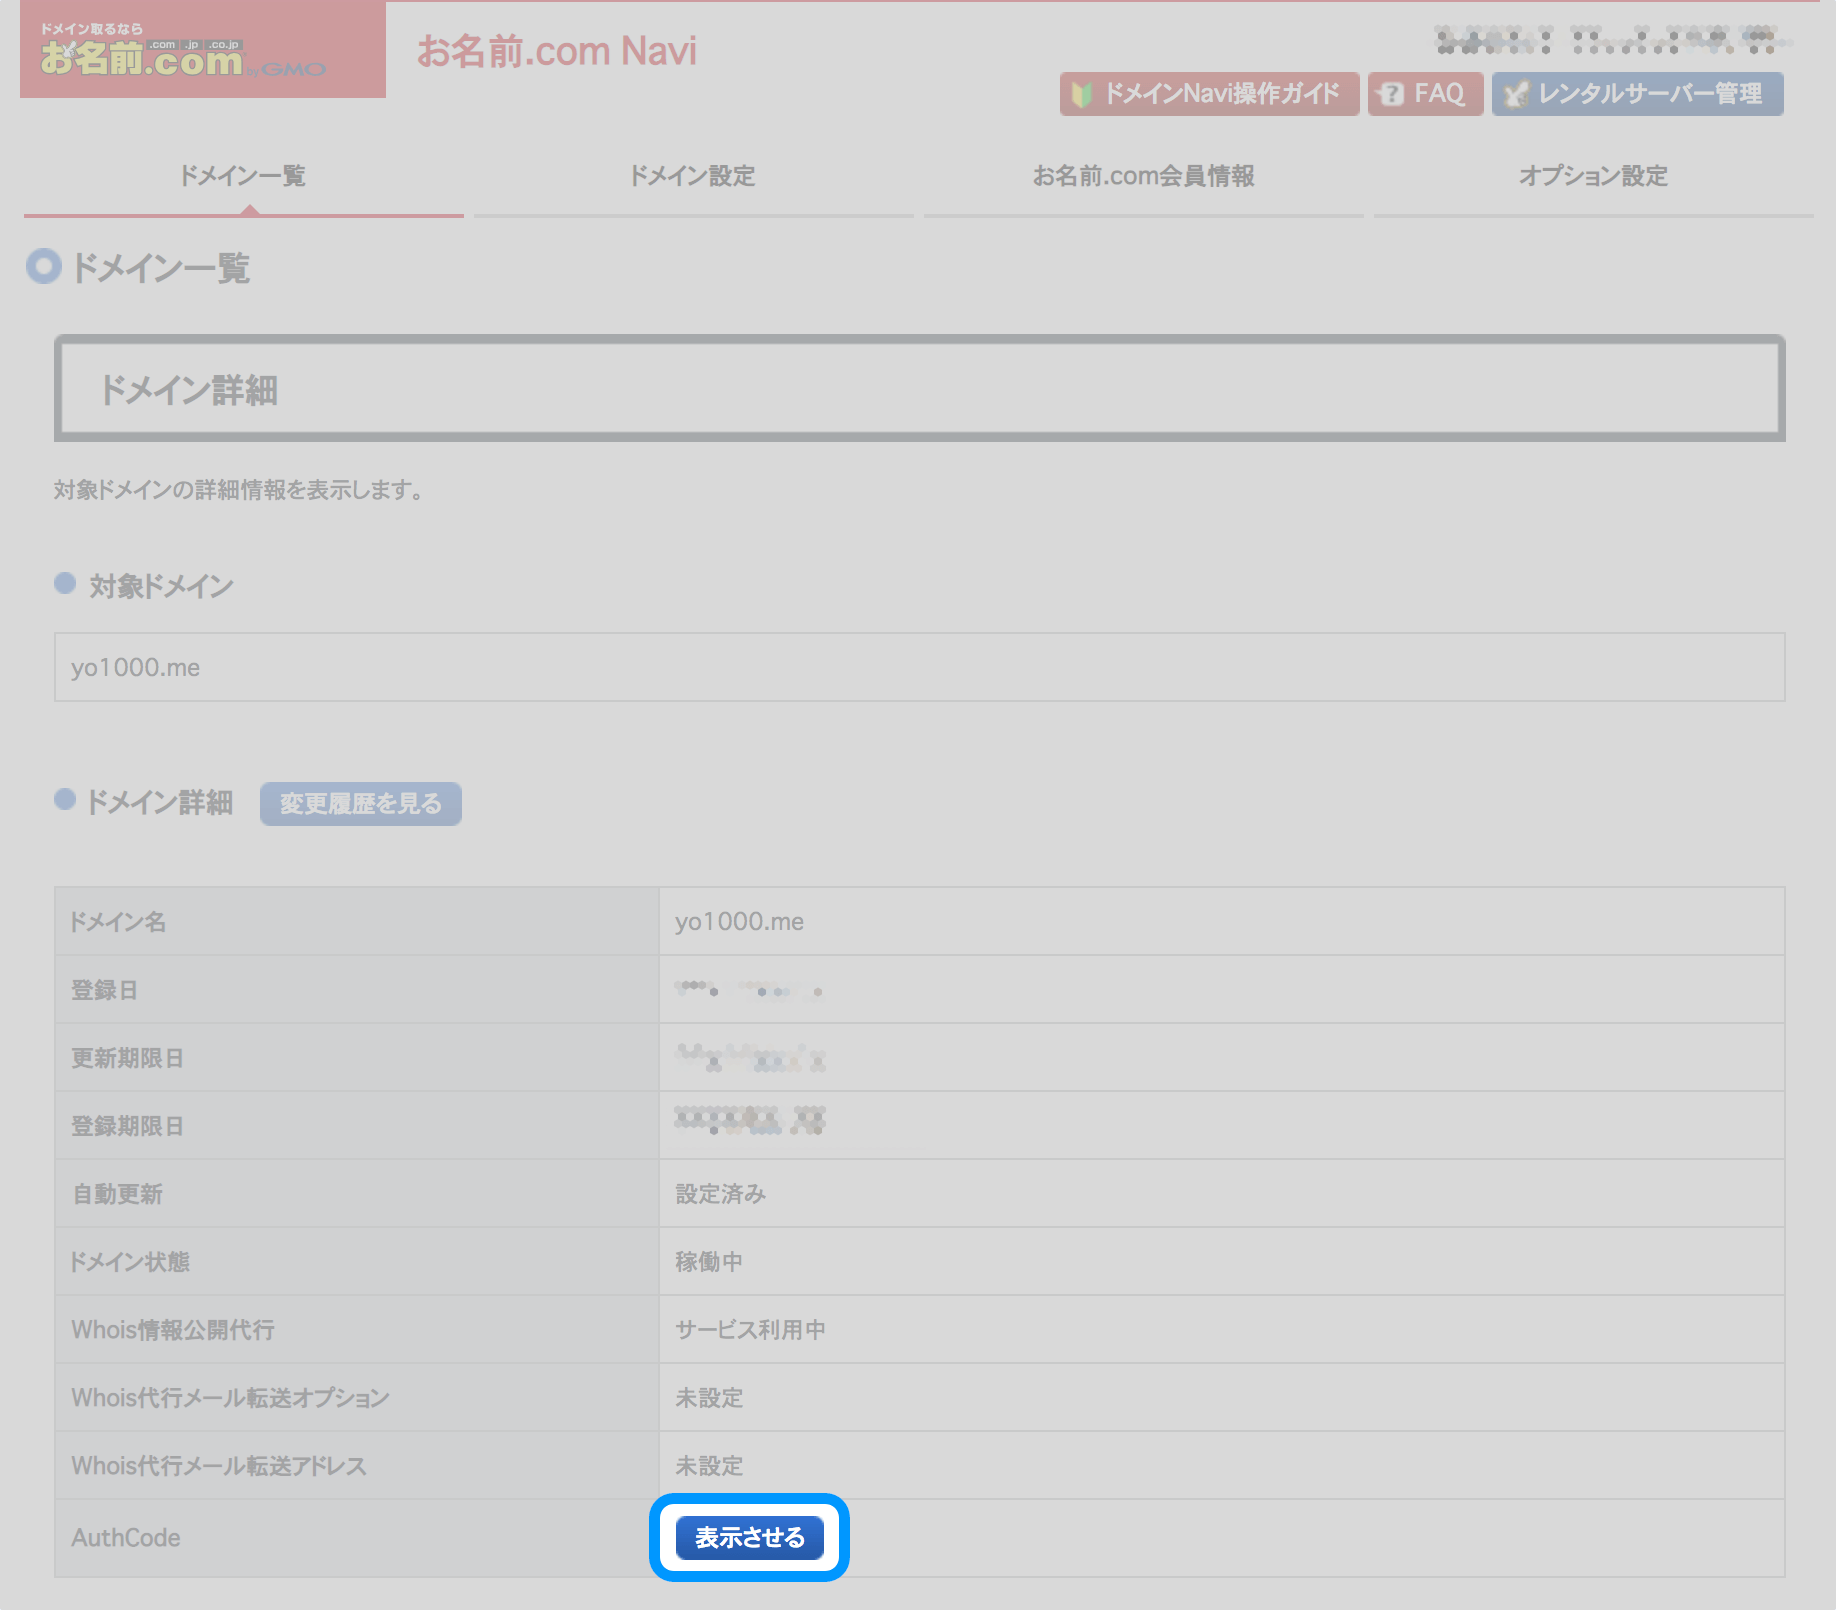 ドメイン取るなら
お名前.com
.com .jp .co.jp
by GMO
お名前.com Navi
ドメインNavi操作ガイド
FAQ
レンタルサーバー管理
ドメイン一覧
ドメイン設定
お名前.com会員情報
オプション設定
ドメイン一覧
ドメイン詳細
対象ドメインの詳細情報を表示します。
対象ドメイン
yo1000.me
ドメイン詳細
変更履歴を見る
ドメイン名 yo1000.me
登録日
更新期限日
登録期限日
自動更新 設定済み
ドメイン状態 稼働中
Whois情報公開代行 サービス利用中
Whois代行メール転送オプション 未設定
Whois代行メール転送アドレス 未設定
AuthCode 表示させる